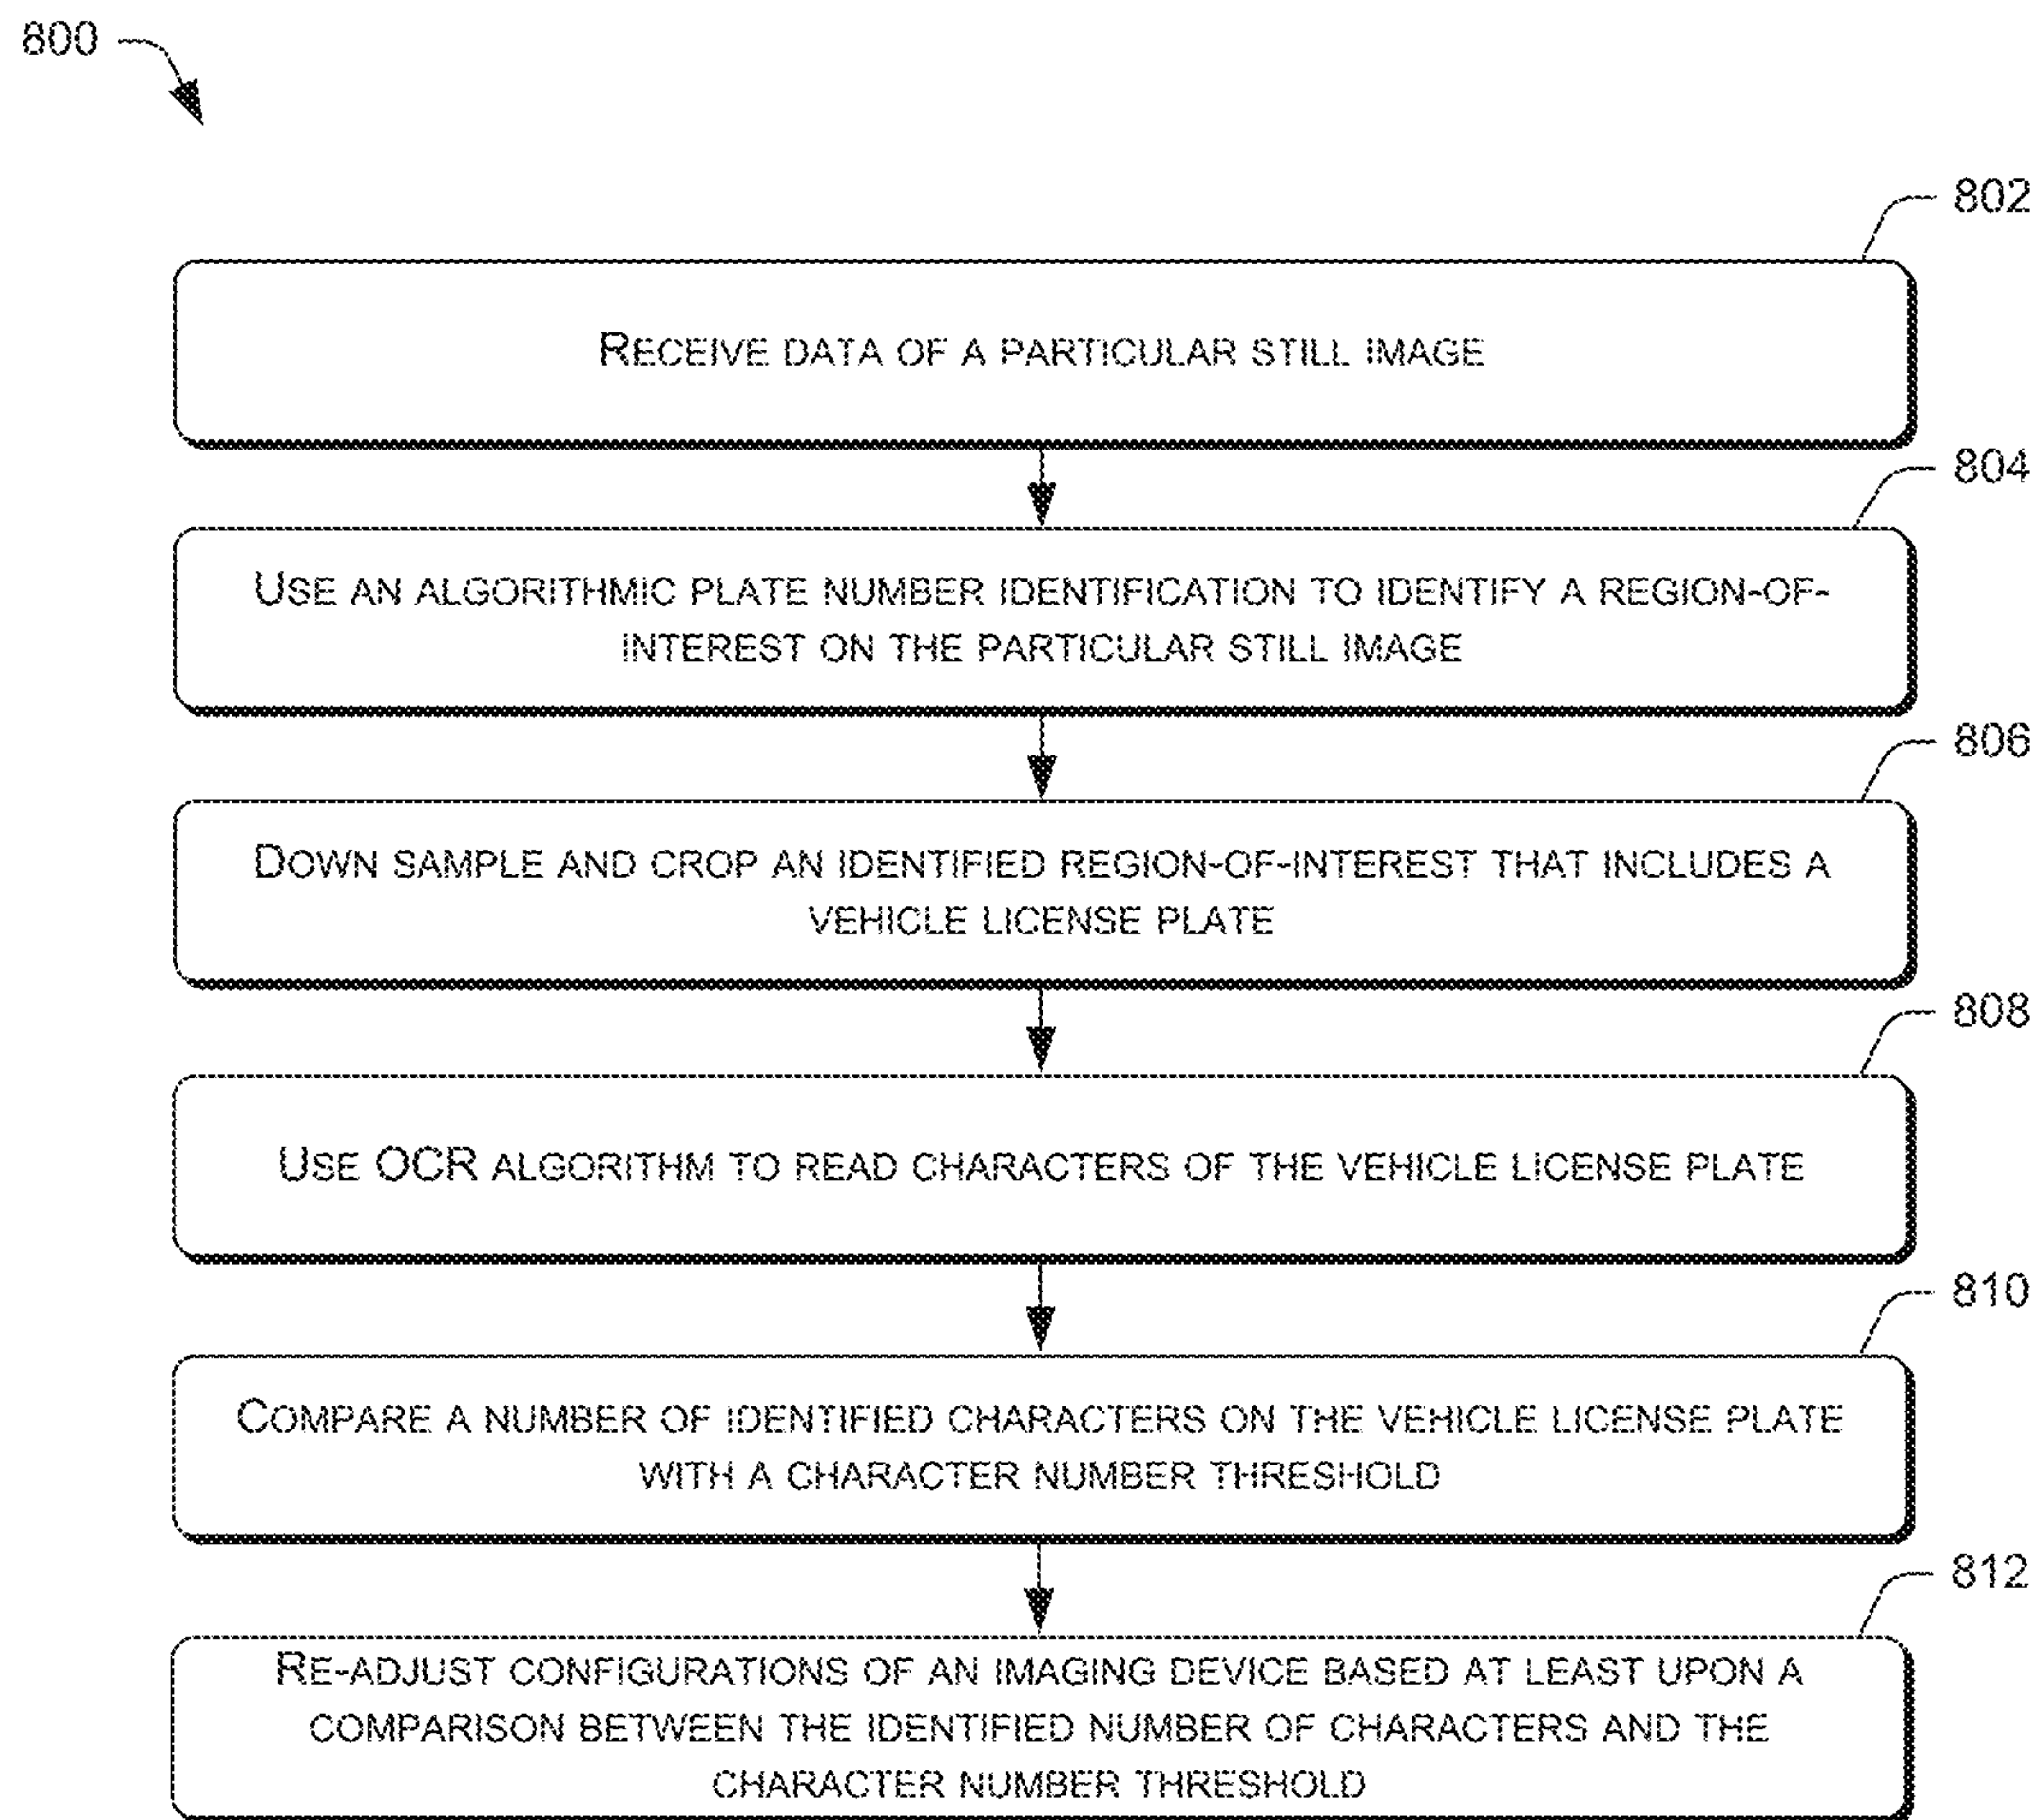 800
802
RECEIVE DATA OF A PARTICULAR STILL IMAGE
804
USE AN ALGORITHMIC PLATE NUMBER IDENTIFICATION TO IDENTIFY A REGION-OF-
INTEREST ON THE PARTICULAR STILL IMAGE
806
DOWN SAMPLE AND CROP AN IDENTIFIED REGION-OF-INTEREST THAT INCLUDES A
VEHICLE LICENSE PLATE
808
USE OCR ALGORITHM TO READ CHARACTERS OF THE VEHICLE LICENSE PLATE
810
COMPARE A NUMBER OF IDENTIFIED CHARACTERS ON THE VEHICLE LICENSE PLATE
WITH A CHARACTER NUMBER THRESHOLD
812
RE-ADJUST CONFIGURATIONS OF AN IMAGING DEVICE BASED AT LEAST UPON A
COMPARISON BETWEEN THE IDENTIFIED NUMBER OF CHARACTERS AND THE
CHARACTER NUMBER THRESHOLD